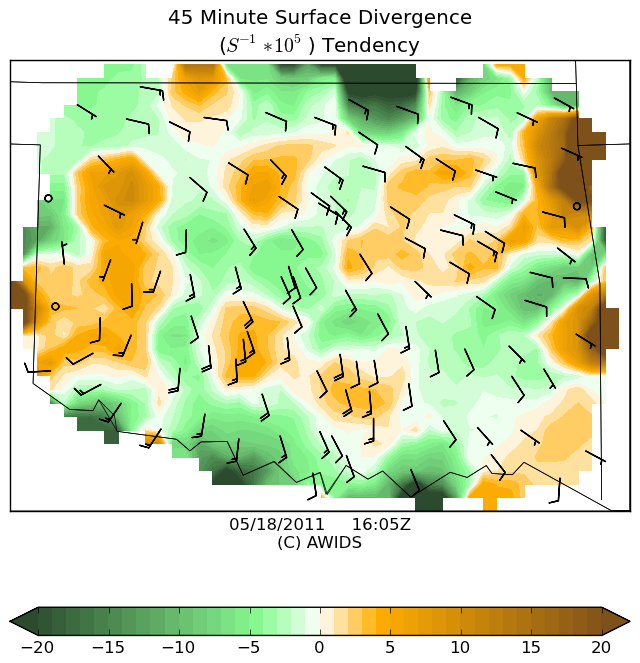 45 Minute Surface Divergence
(S⁻¹ *10⁵ ) Tendency
05/18/2011 16:05Z
(C) AWIDS
−20 −15 −10 −5 0 5 10 15 20